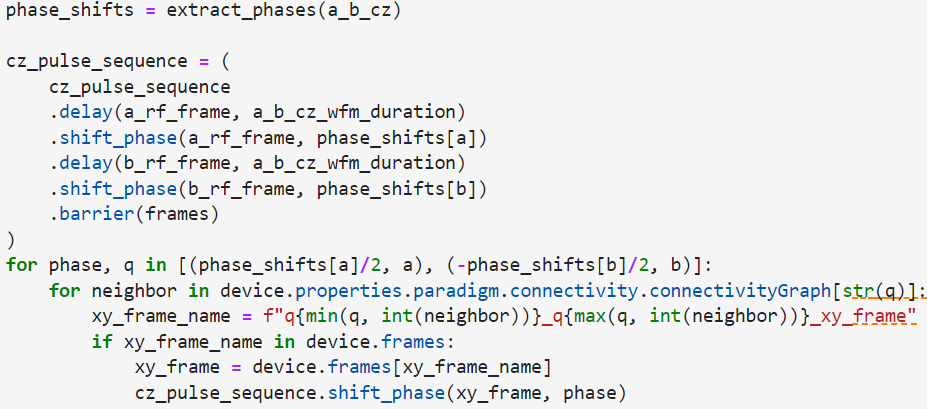 phase_shifts = extract_phases(a_b_cz)

cz_pulse_sequence = (
    cz_pulse_sequence
    .delay(a_rf_frame, a_b_cz_wfm_duration)
    .shift_phase(a_rf_frame, phase_shifts[a])
    .delay(b_rf_frame, a_b_cz_wfm_duration)
    .shift_phase(b_rf_frame, phase_shifts[b])
    .barrier(frames)
)
for phase, q in [(phase_shifts[a]/2, a), (-phase_shifts[b]/2, b)]:
    for neighbor in device.properties.paradigm.connectivity.connectivityGraph[str(q)]:
        xy_frame_name = f"q{min(q, int(neighbor))}_q{max(q, int(neighbor))}_xy_frame"
        if xy_frame_name in device.frames:
            xy_frame = device.frames[xy_frame_name]
            cz_pulse_sequence.shift_phase(xy_frame, phase)